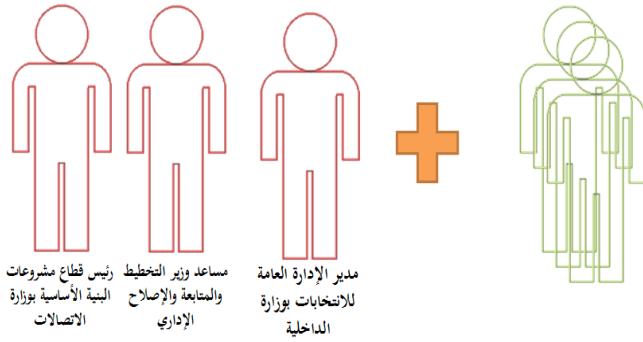 مدير الإدارة العامة
للانتخابات بوزارة
الداخلية
مساعد وزير التخطيط
والمتابعة والإصلاح
الإداري
رئيس قطاع مشروعات
البنية الأساسية بوزارة
الاتصالات